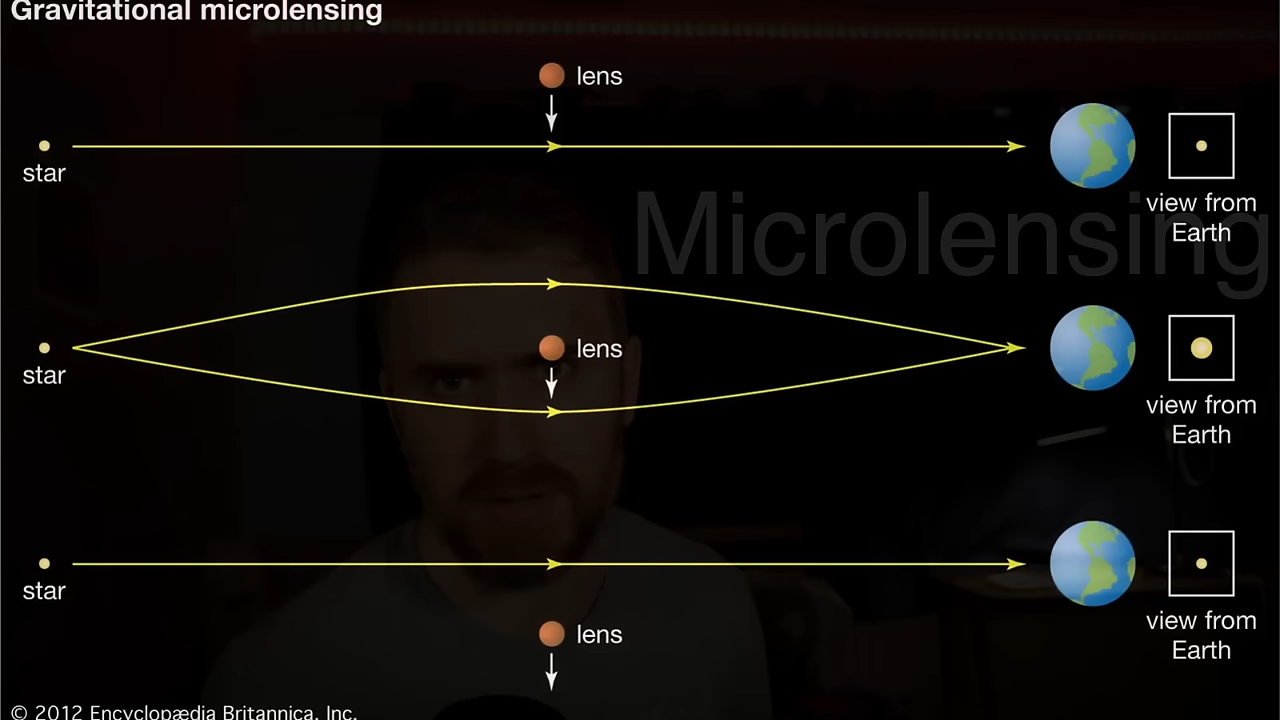 Gravitational microlensing
lens
star
view from
Earth
Microlensing
lens
star
view from
Earth
star
lens
view from
Earth
© 2012 Encyclopædia Britannica, Inc.